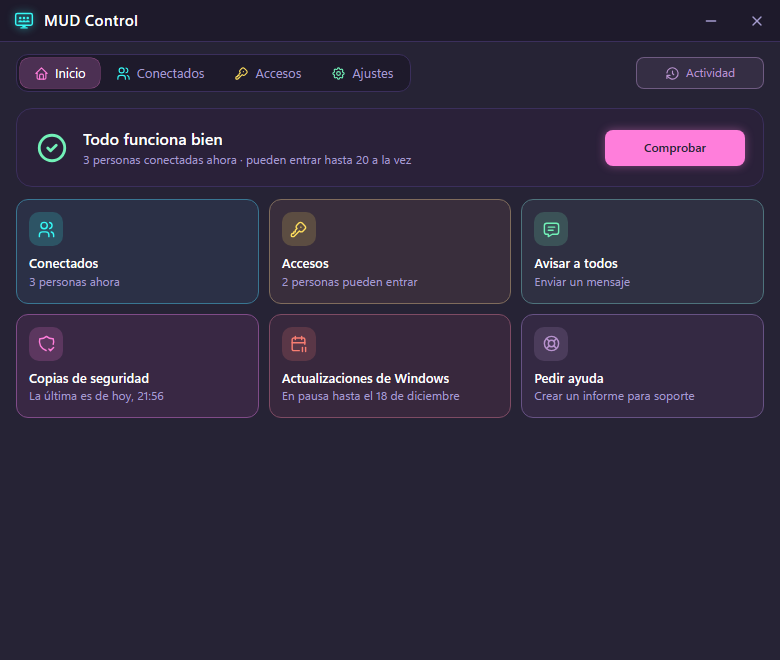 MUD Control
Inicio
Conectados
Accesos
Ajustes
Actividad
Todo funciona bien
3 personas conectadas ahora · pueden entrar hasta 20 a la vez
Comprobar
Conectados
3 personas ahora
Accesos
2 personas pueden entrar
Avisar a todos
Enviar un mensaje
Copias de seguridad
La última es de hoy, 21:56
Actualizaciones de Windows
En pausa hasta el 18 de diciembre
Pedir ayuda
Crear un informe para soporte